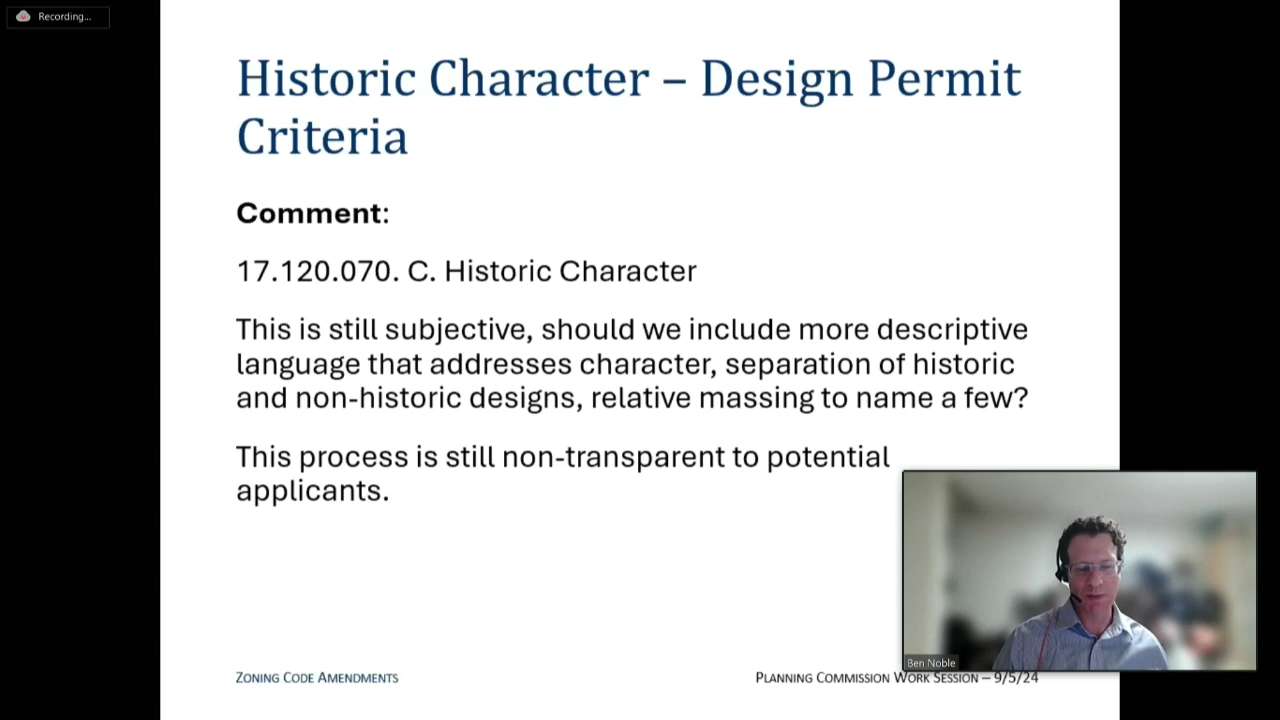 Recording...
Historic Character – Design Permit
Criteria
Comment:
17.120.070. C. Historic Character
This is still subjective, should we include more descriptive
language that addresses character, separation of historic
and non-historic designs, relative massing to name a few?
This process is still non-transparent to potential
applicants.
Ben Noble
Zoning Code Amendments
Planning Commission Work Session – 9/5/24